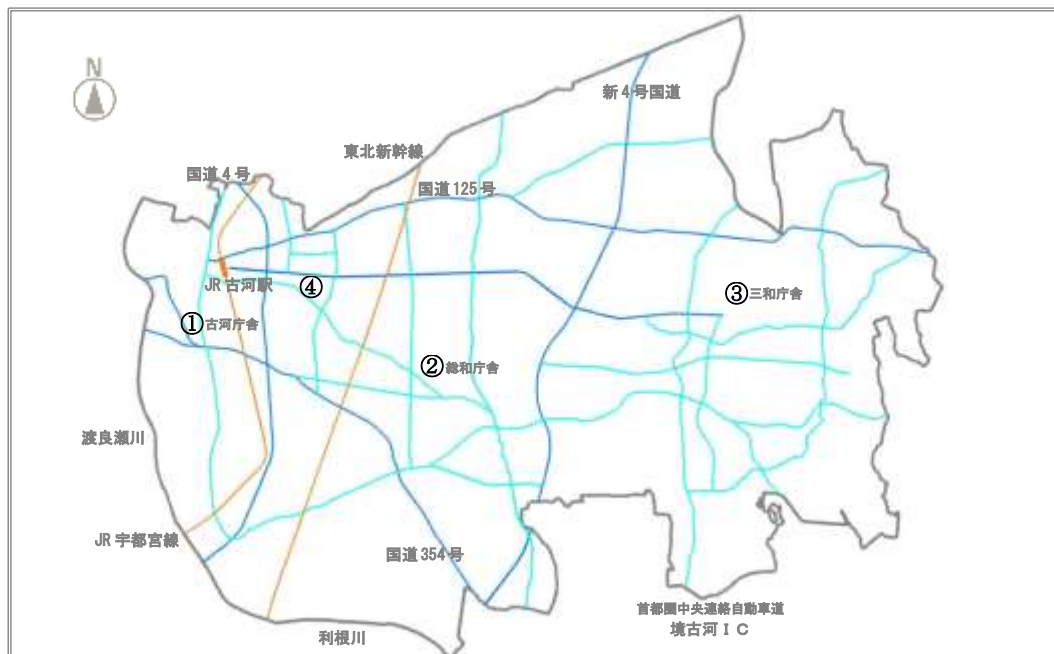 N
新4号国道
東北新幹線
国道4号
国道125号
JR古河駅
④
③三和庁舎
①古河庁舎
②総和庁舎
渡良瀬川
JR宇都宮線
国道354号
首都圏中央連絡自動車道
境古河IC
利根川